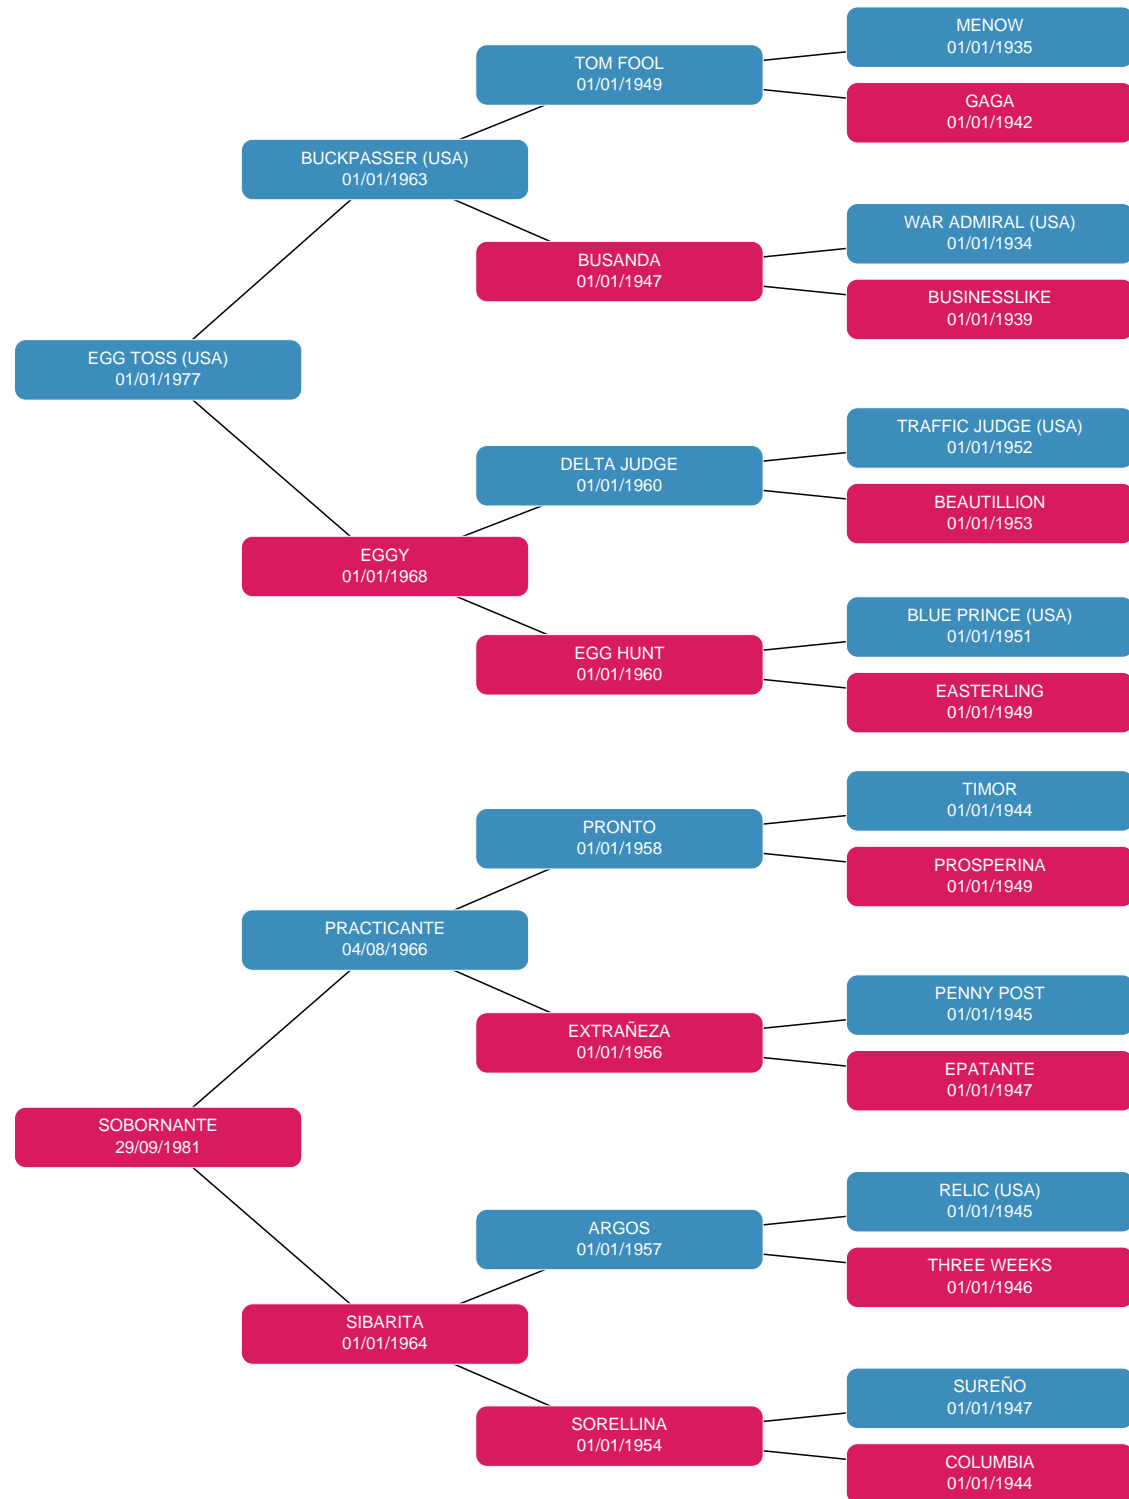 MENOW
01/01/1935
TOM FOOL
01/01/1949
GAGA
01/01/1942
BUCKPASSER (USA)
01/01/1963
WAR ADMIRAL (USA)
01/01/1934
BUSANDA
01/01/1947
BUSINESSLIKE
01/01/1939
EGG TOSS (USA)
01/01/1977
TRAFFIC JUDGE (USA)
01/01/1952
DELTA JUDGE
01/01/1960
BEAUTILLION
01/01/1953
EGGY
01/01/1968
BLUE PRINCE (USA)
01/01/1951
EGG HUNT
01/01/1960
EASTERLING
01/01/1949
TIMOR
01/01/1944
PRONTO
01/01/1958
PROSPERINA
01/01/1949
PRACTICANTE
04/08/1966
PENNY POST
01/01/1945
EXTRAÑEZA
01/01/1956
EPATANTE
01/01/1947
SOBORNANTE
29/09/1981
RELIC (USA)
01/01/1945
ARGOS
01/01/1957
THREE WEEKS
01/01/1946
SIBARITA
01/01/1964
SUREÑO
01/01/1947
SORELLINA
01/01/1954
COLUMBIA
01/01/1944